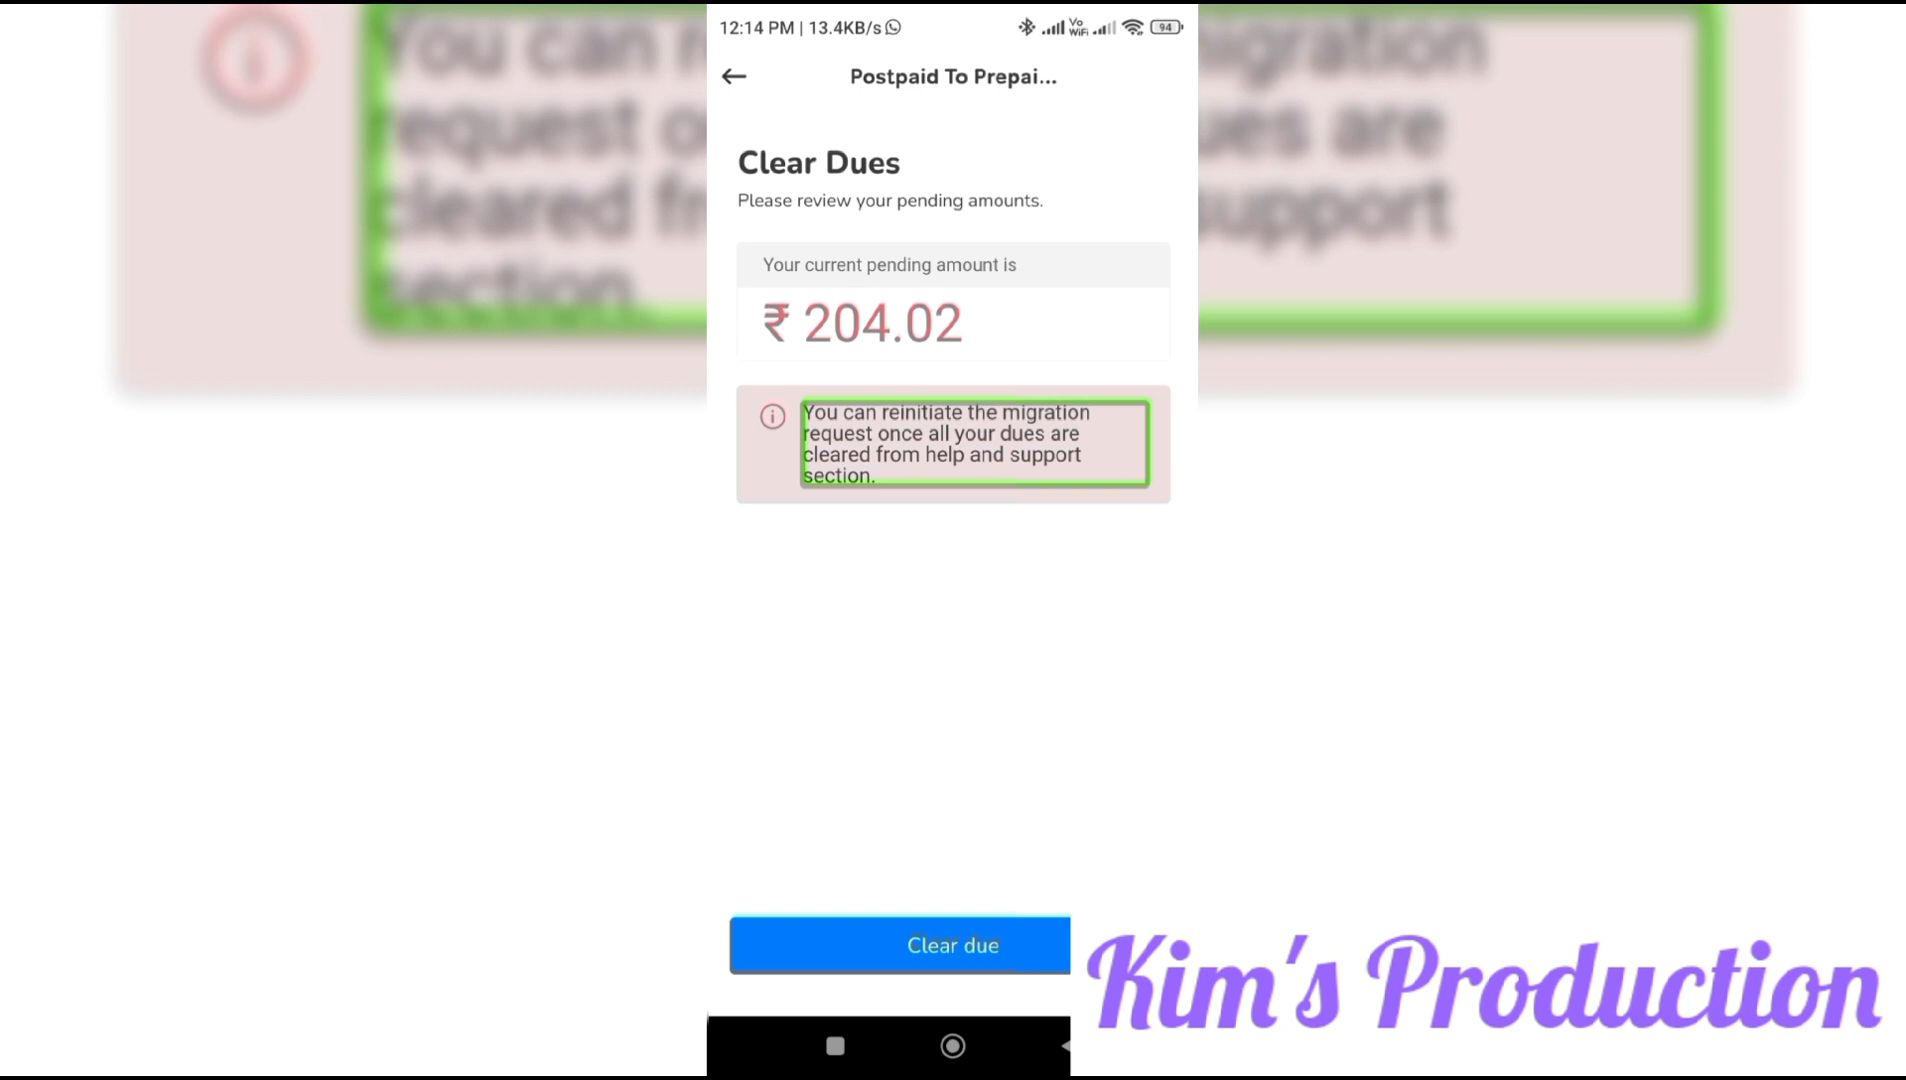 12:14 PM | 13.4KB/s
Vo
WiFi
94
Postpaid To Prepai...
Clear Dues
Please review your pending amounts.
Your current pending amount is
₹ 204.02
You can reinitiate the migration
request once all your dues are
cleared from help and support
section.
Clear due
Kim's Production